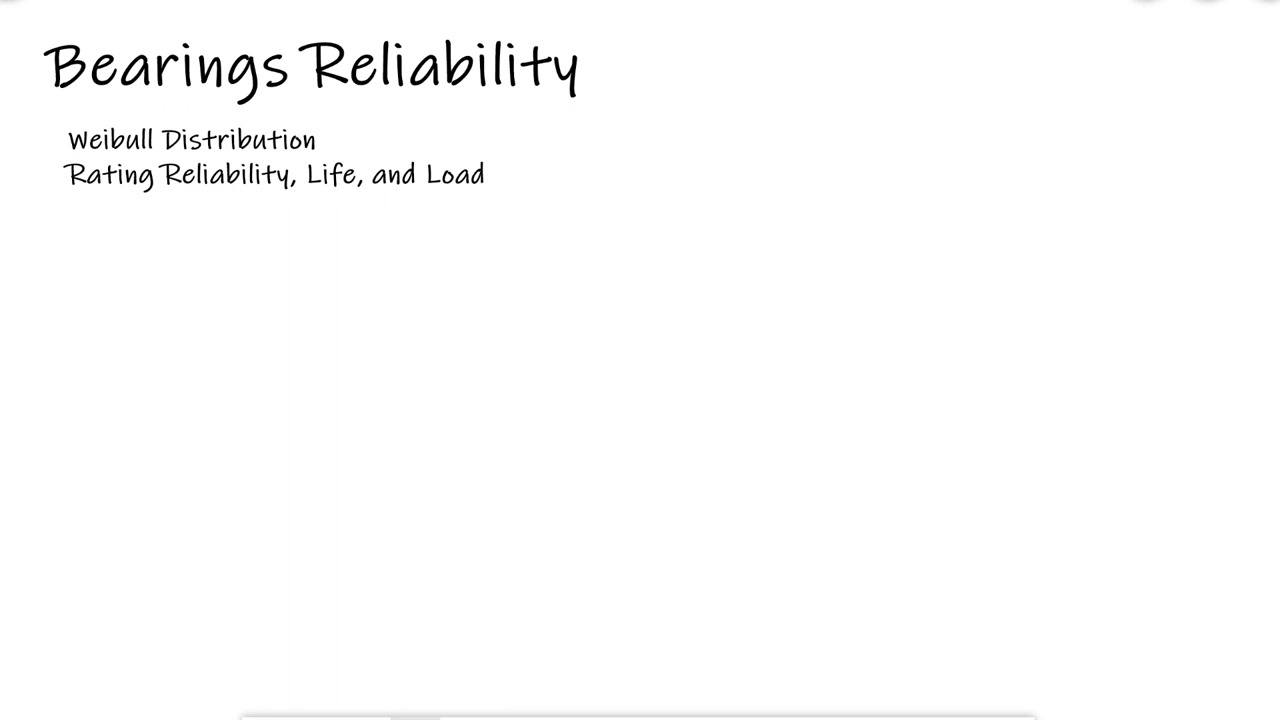 Bearings Reliability
Weibull Distribution
Rating Reliability, Life, and Load